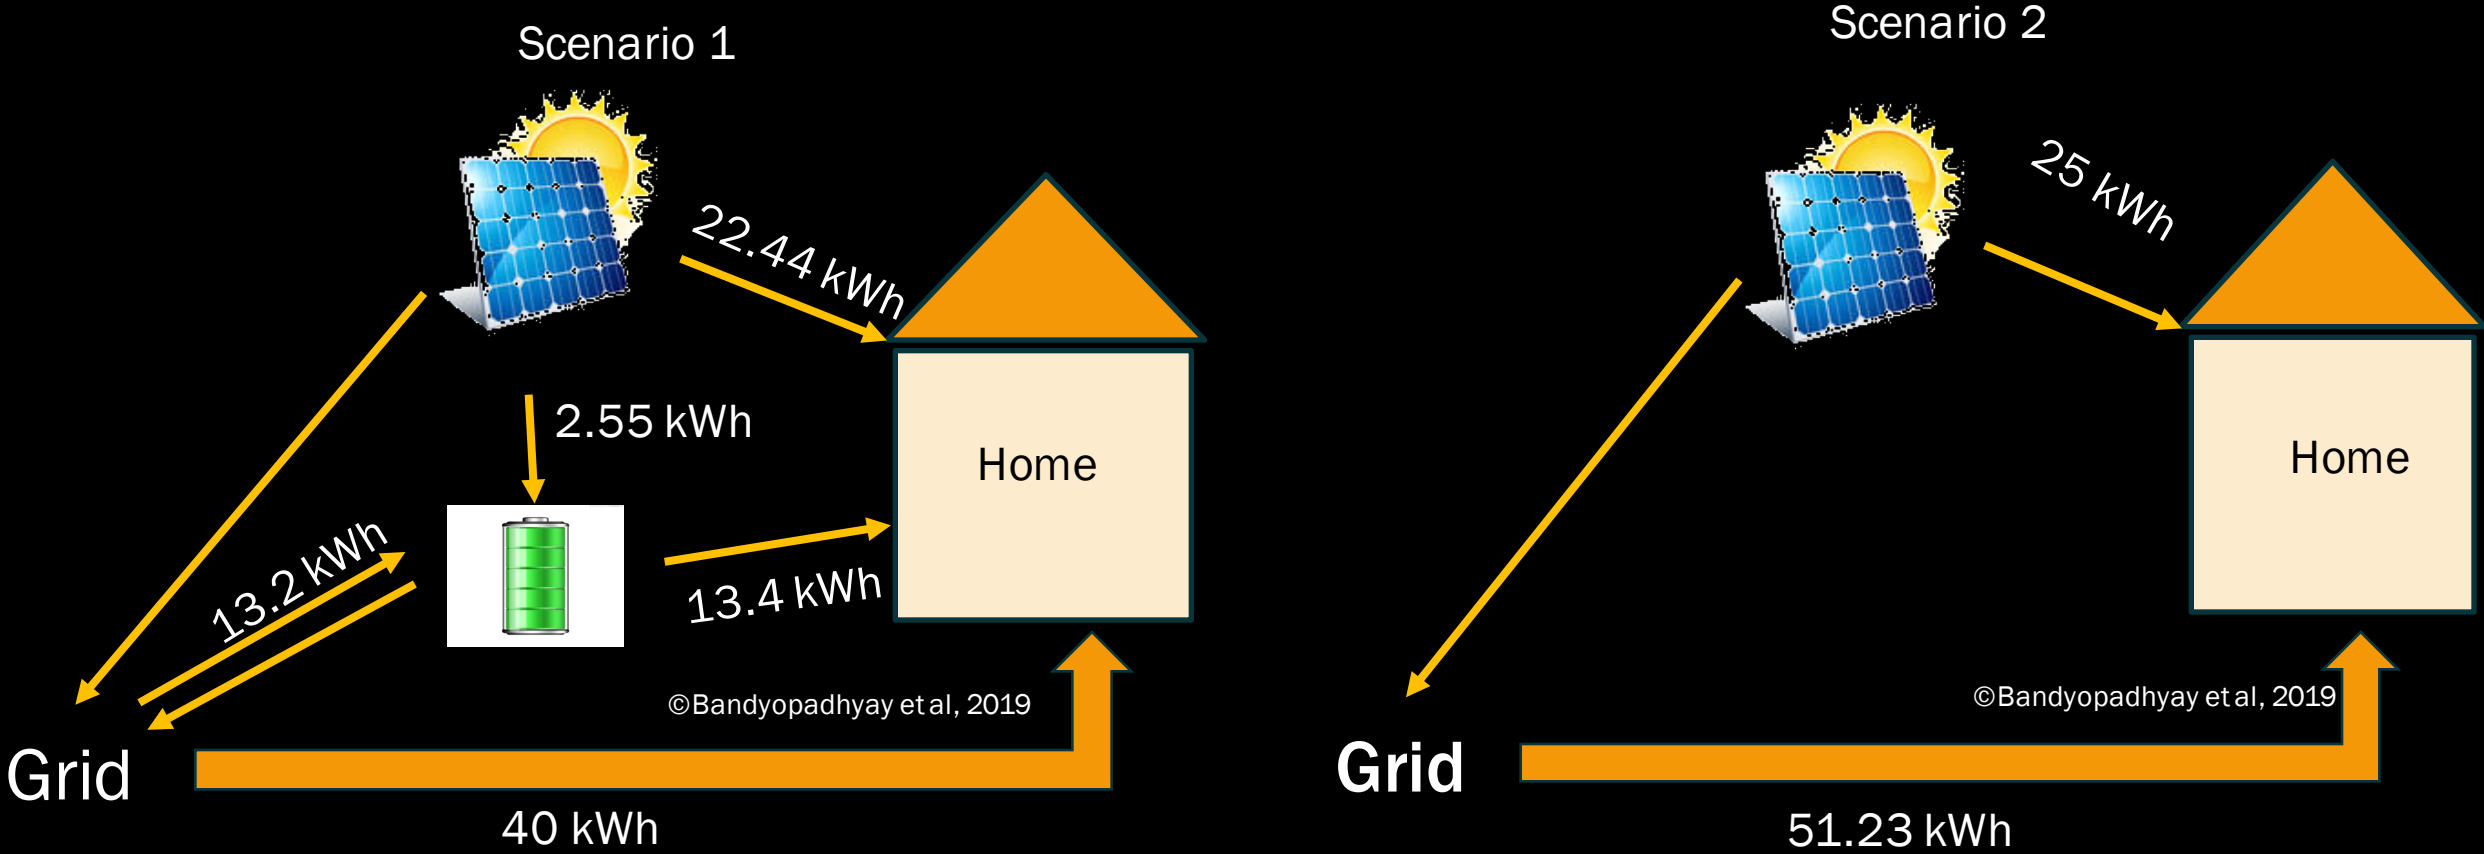 Scenario 1
22.44 kWh
2.55 kWh
Home
13.2 kWh
13.4 kWh
©Bandyopadhyay et al, 2019
Grid
40 kWh
Scenario 2
25 kWh
Home
©Bandyopadhyay et al, 2019
Grid
51.23 kWh